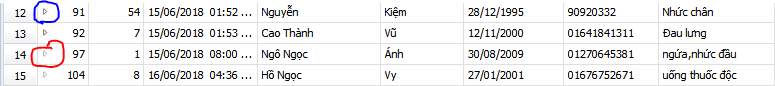 12 91 54 15/06/2018 01:52 ... Nguyễn Kiệm 28/12/1995 90920332 Nhức chân
13 92 7 15/06/2018 01:53 ... Cao Thành Vũ 12/11/2000 01641841311 Đau lưng
14 97 1 15/06/2018 08:00 ... Ngô Ngọc Ánh 30/08/2009 01270645381 ngứa,nhức đầu
15 104 8 16/06/2018 04:36 ... Hồ Ngọc Vy 27/01/2001 01676752671 uống thuốc độc